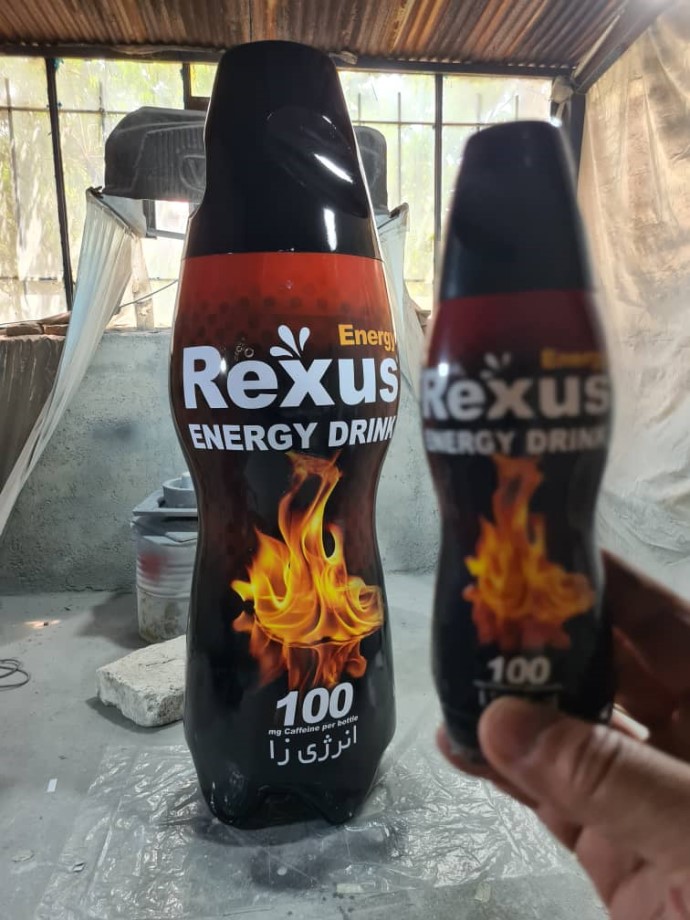 Energy
Rexus
ENERGY DRINK
100
mg Caffeine per bottle
انرژی زا
Energy
Rexus
ENERGY DRINK
100